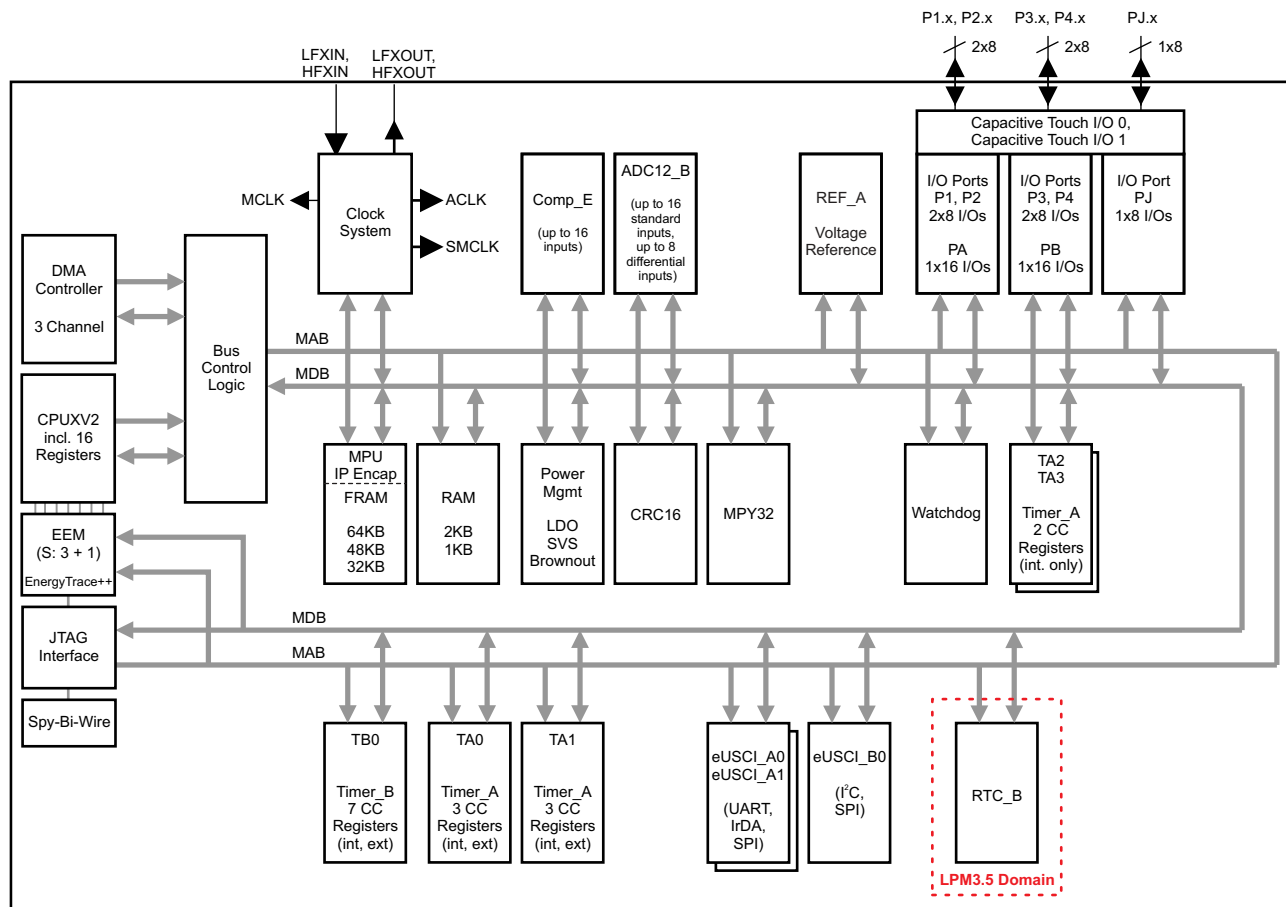 P1.x, P2.x
P3.x, P4.x
PJ.x
2x8
2x8
1x8
LFXIN,
HFXIN
LFXOUT,
HFXOUT
Capacitive Touch I/O 0,
Capacitive Touch I/O 1
MCLK
Clock
System
ACLK
SMCLK
Comp_E
(up to 16
inputs)
ADC12_B
(up to 16
standard
inputs,
up to 8
differential
inputs)
REF_A
Voltage
Reference
I/O Ports
P1, P2
2x8 I/Os
PA
1x16 I/Os
I/O Ports
P3, P4
2x8 I/Os
PB
1x16 I/Os
I/O Port
PJ
1x8 I/Os
DMA
Controller
3 Channel
Bus
Control
Logic
MAB
MDB
CPUXV2
incl. 16
Registers
MPU
IP Encap
FRAM
64KB
48KB
32KB
RAM
2KB
1KB
Power
Mgmt
LDO
SVS
Brownout
CRC16
MPY32
Watchdog
TA2
TA3
Timer_A
2 CC
Registers
(int. only)
EEM
(S: 3 + 1)
EnergyTrace++
JTAG
Interface
MDB
MAB
Spy-Bi-Wire
TB0
Timer_B
7 CC
Registers
(int, ext)
TA0
Timer_A
3 CC
Registers
(int, ext)
TA1
Timer_A
3 CC
Registers
(int, ext)
eUSCI_A0
eUSCI_A1
(UART,
IrDA,
SPI)
eUSCI_B0
(I²C,
SPI)
RTC_B
LPM3.5 Domain